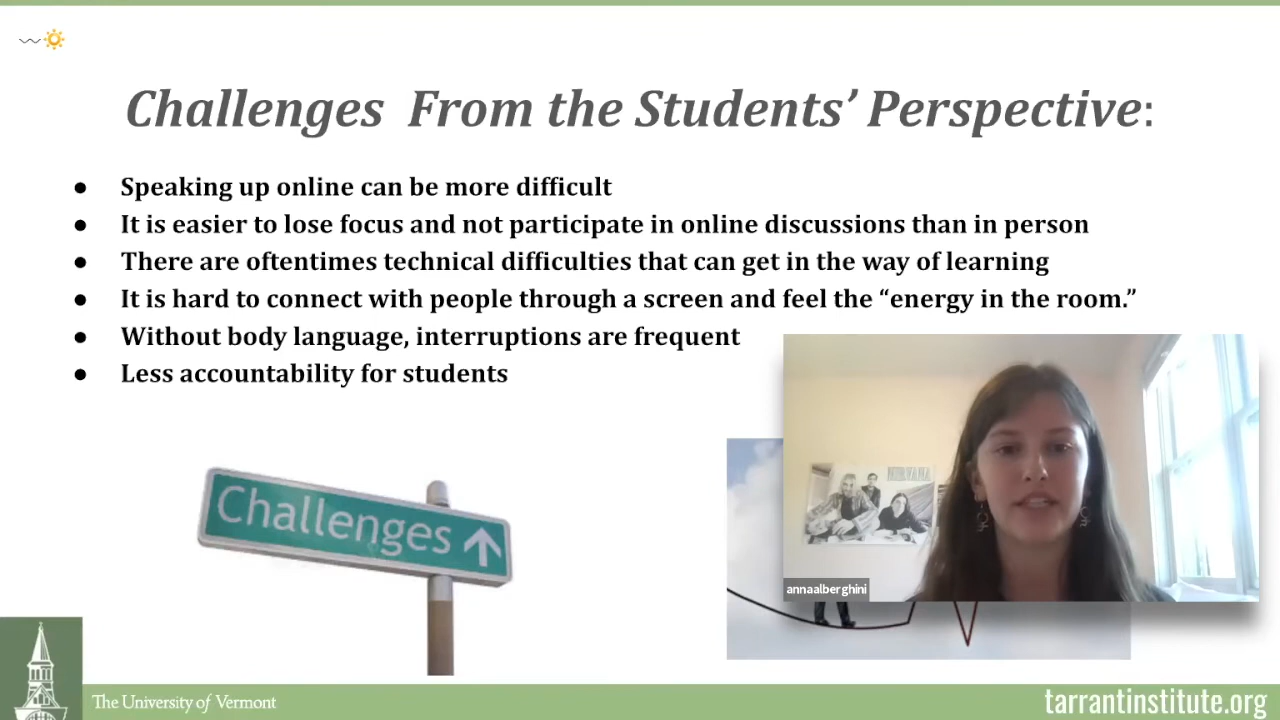 Challenges  From the Students’ Perspective:
● Speaking up online can be more difficult
● It is easier to lose focus and not participate in online discussions than in person
● There are oftentimes technical difficulties that can get in the way of learning
● It is hard to connect with people through a screen and feel the “energy in the room.”
● Without body language, interruptions are frequent
● Less accountability for students
Challenges
annaalberghini
The University of Vermont
tarrantinstitute.org